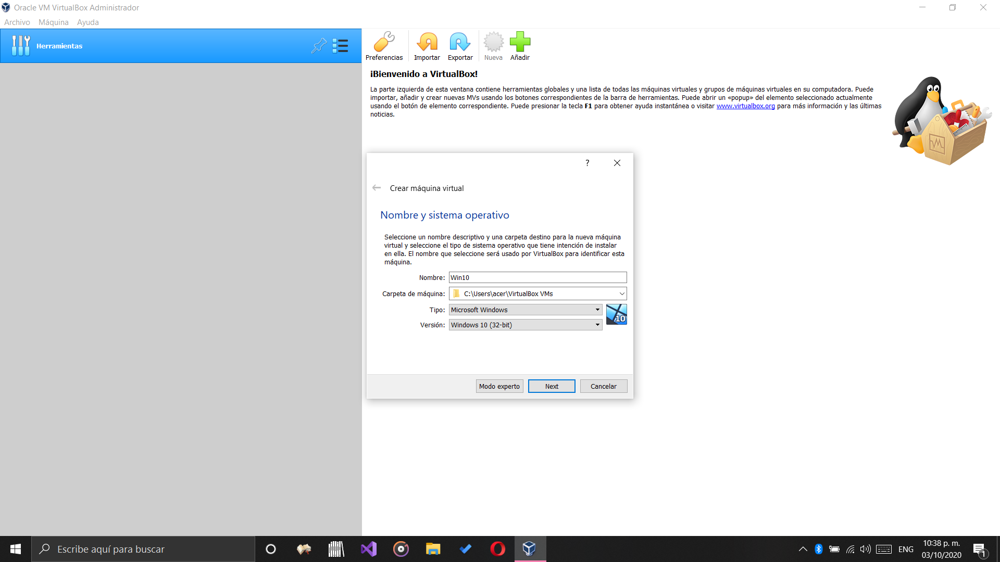 Oracle VM VirtualBox Administrador
Archivo Máquina Ayuda
Herramientas
Preferencias Importar Exportar Nueva Añadir
¡Bienvenido a VirtualBox!
La parte izquierda de esta ventana contiene herramientas globales y una lista de todas las máquinas virtuales y grupos de máquinas virtuales en su computadora. Puede
importar, añadir y crear nuevas MVs usando los botones correspondientes de la barra de herramientas. Puede abrir un «popup» del elemento seleccionado actualmente
usando el botón de elemento correspondiente. Puede presionar la tecla F1 para obtener ayuda instantánea o visitar www.virtualbox.org para más información y las últimas
noticias.
?
Crear máquina virtual
Nombre y sistema operativo
Seleccione un nombre descriptivo y una carpeta destino para la nueva máquina
virtual y seleccione el tipo de sistema operativo que tiene intención de instalar
en ella. El nombre que seleccione será usado por VirtualBox para identificar esta
máquina.
Nombre: Win10
Carpeta de máquina: C:\Users\acer\VirtualBox VMs
Tipo: Microsoft Windows
10
Versión: Windows 10 (32-bit)
Modo experto Next Cancelar
Escribe aquí para buscar
ENG
10:38 p. m.
03/10/2020
1